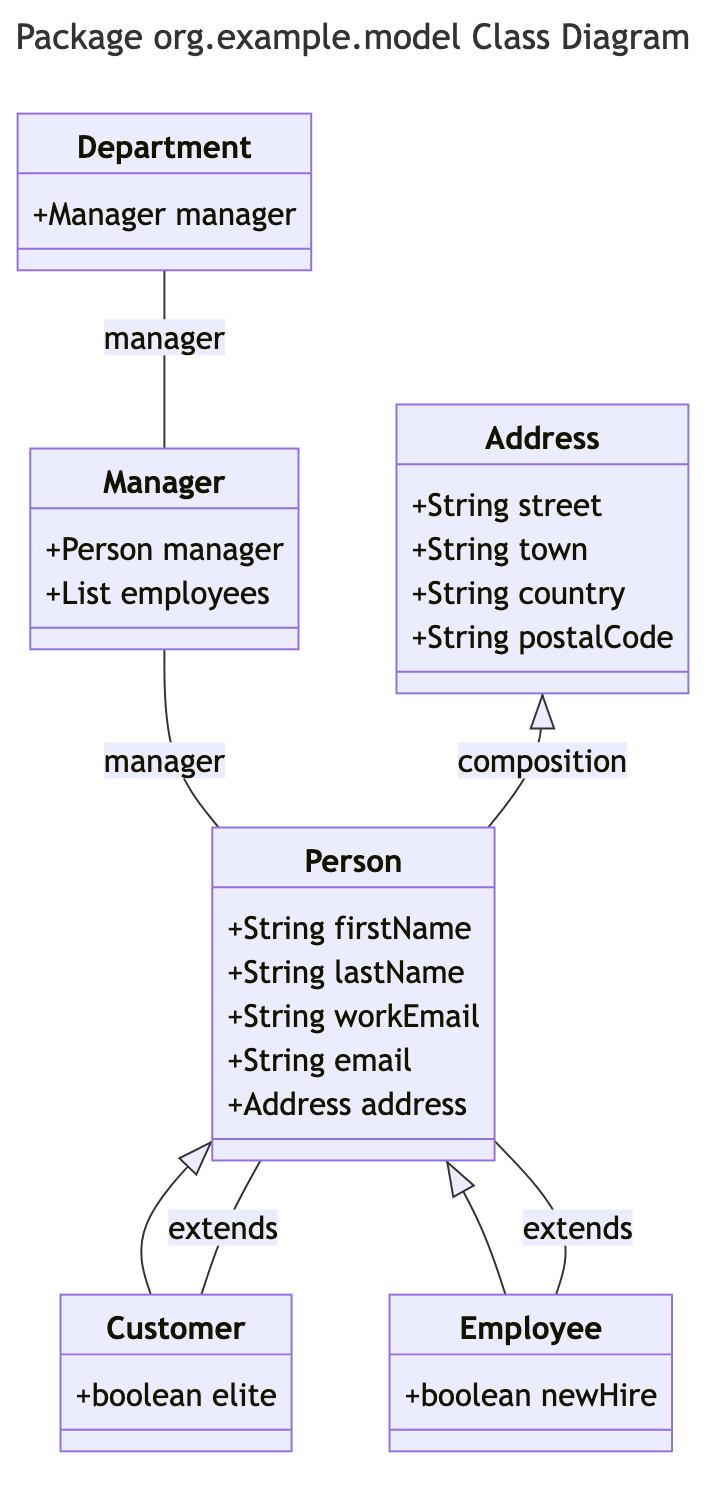 Package org.example.model Class Diagram
Department
+Manager manager
manager
Manager
+Person manager
+List employees
Address
+String street
+String town
+String country
+String postalCode
manager
composition
Person
+String firstName
+String lastName
+String workEmail
+String email
+Address address
extends
extends
Customer
+boolean elite
Employee
+boolean newHire